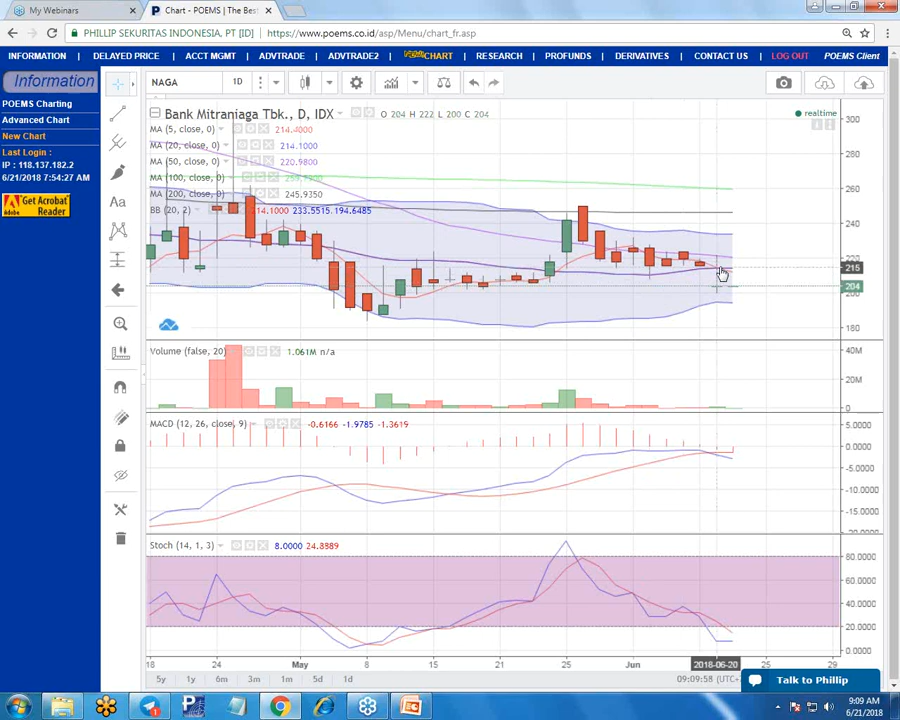 My Webinars
Chart - POEMS | The Best
PHILLIP SEKURITAS INDONESIA. PT [ID]
https://www.poems.co.id/asp/Menu/chart_fr.asp
INFORMATION DELAYED PRICE ACCT MGMT ADVTRADE ADVTRADE2 CHART RESEARCH PROFUNDS DERIVATIVES CONTACT US LOG OUT POEMS Client
Information
POEMS Charting
Advanced Chart
New Chart
Last Login :
IP : 118.137.182.2
6/21/2018 7:54:27 AM
Get Acrobat
Reader
Adobe
NAGA 1D
Bank Mitraniaga Tbk., D, IDX O 204 H 222 L 200 C 204
realtime
MA (5, close, 0) 214.4000
MA (20, close, 0) 214.1000
MA (50, close, 0) 220.9800
MA (100, close, 0)
MA (200, close, 0) 245.9350
BB (20, 2) 214.1000 233.5515 194.6485
300
280
260
240
215
204
180
Aa
Volume (false, 20) 1.061M n/a
40M
20M
0
MACD (12, 26, close, 9) -0.6166 -1.9785 -1.3619
5.0000
0.0000
-5.0000
-10.0000
-15.0000
Stoch (14, 1, 3) 8.0000 24.8889
80.0000
60.0000
40.0000
20.0000
0.0000
18 24 May 8 15 21 25 Jun 2018-06-20 25 29
5y 1y 6m 3m 1m 5d 1d
09:09:58
Talk to Phillip
9:09 AM
6/21/2018